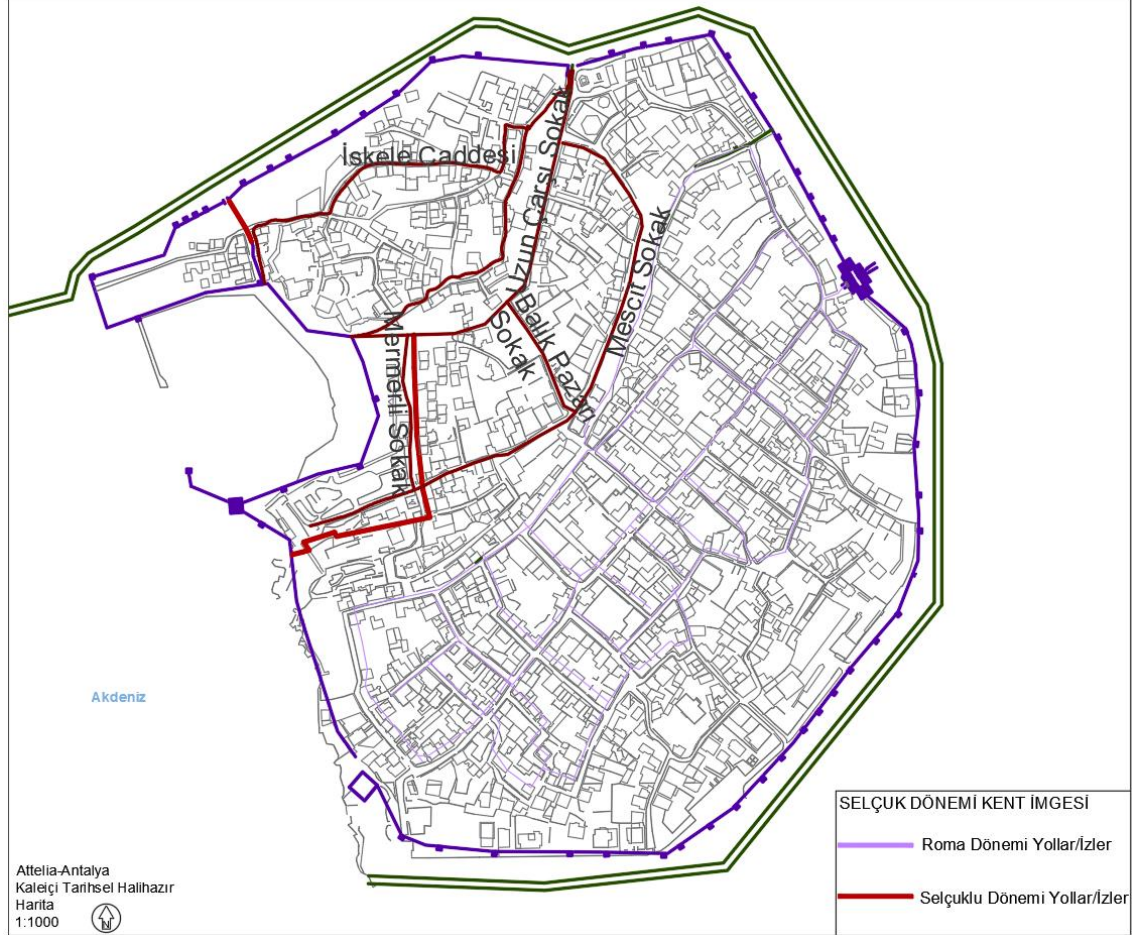 İskele Caddesi
Uzun Çarşı Sokak
Balık Pazarı
Sokak
Mescit Sokak
Mermerli Sokak
Akdeniz
SELÇUK DÖNEMİ KENT İMGESİ
Roma Dönemi Yollar/İzler
Selçuklu Dönemi Yollar/İzler
Attelia-Antalya
Kaleiçi Tarihsel Halihazır
Harita
1:1000
N